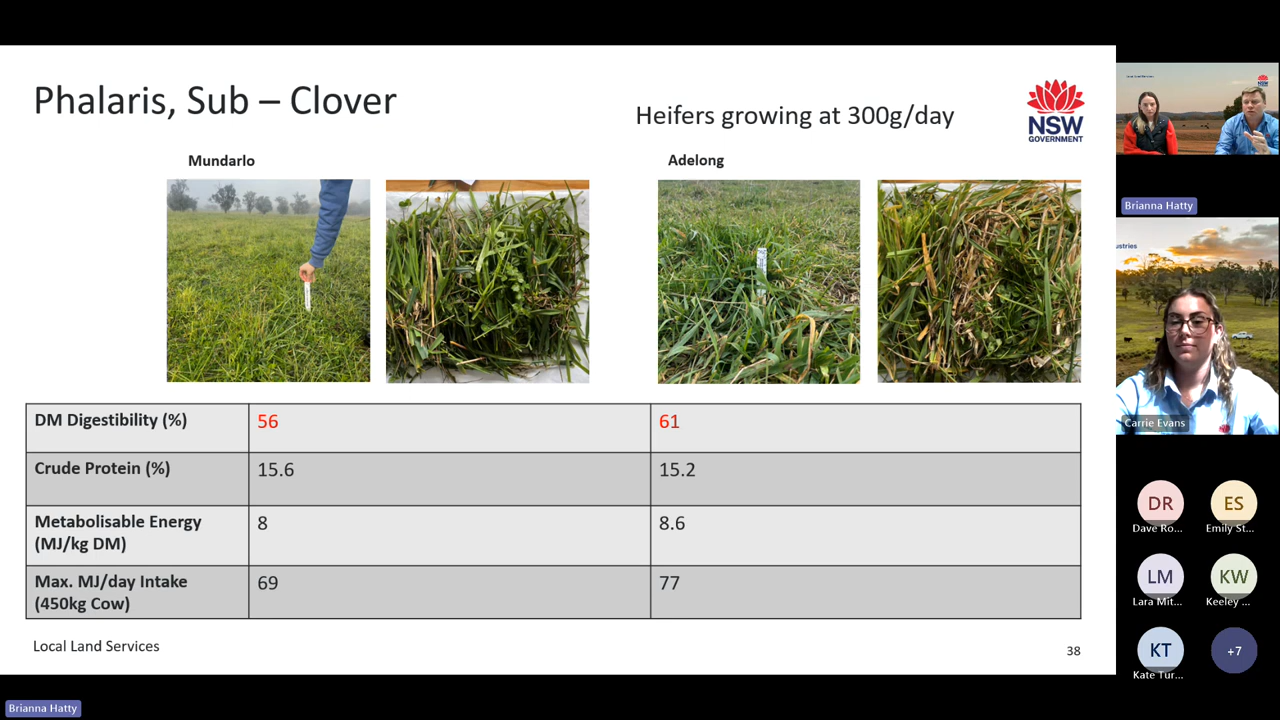 Phalaris, Sub – Clover
Heifers growing at 300g/day
NSW
GOVERNMENT
Mundarlo
Adelong
DM Digestibility (%)
56
61
Crude Protein (%)
15.6
15.2
Metabolisable Energy
(MJ/kg DM)
8
8.6
Max. MJ/day Intake
(450kg Cow)
69
77
Local Land Services
38
Brianna Hatty
Brianna Hatty
ustries
Carrie Evans
DR
Dave Ro...
ES
Emily St...
LM
Lara Mit...
KW
Keeley ...
KT
Kate Tur...
+7